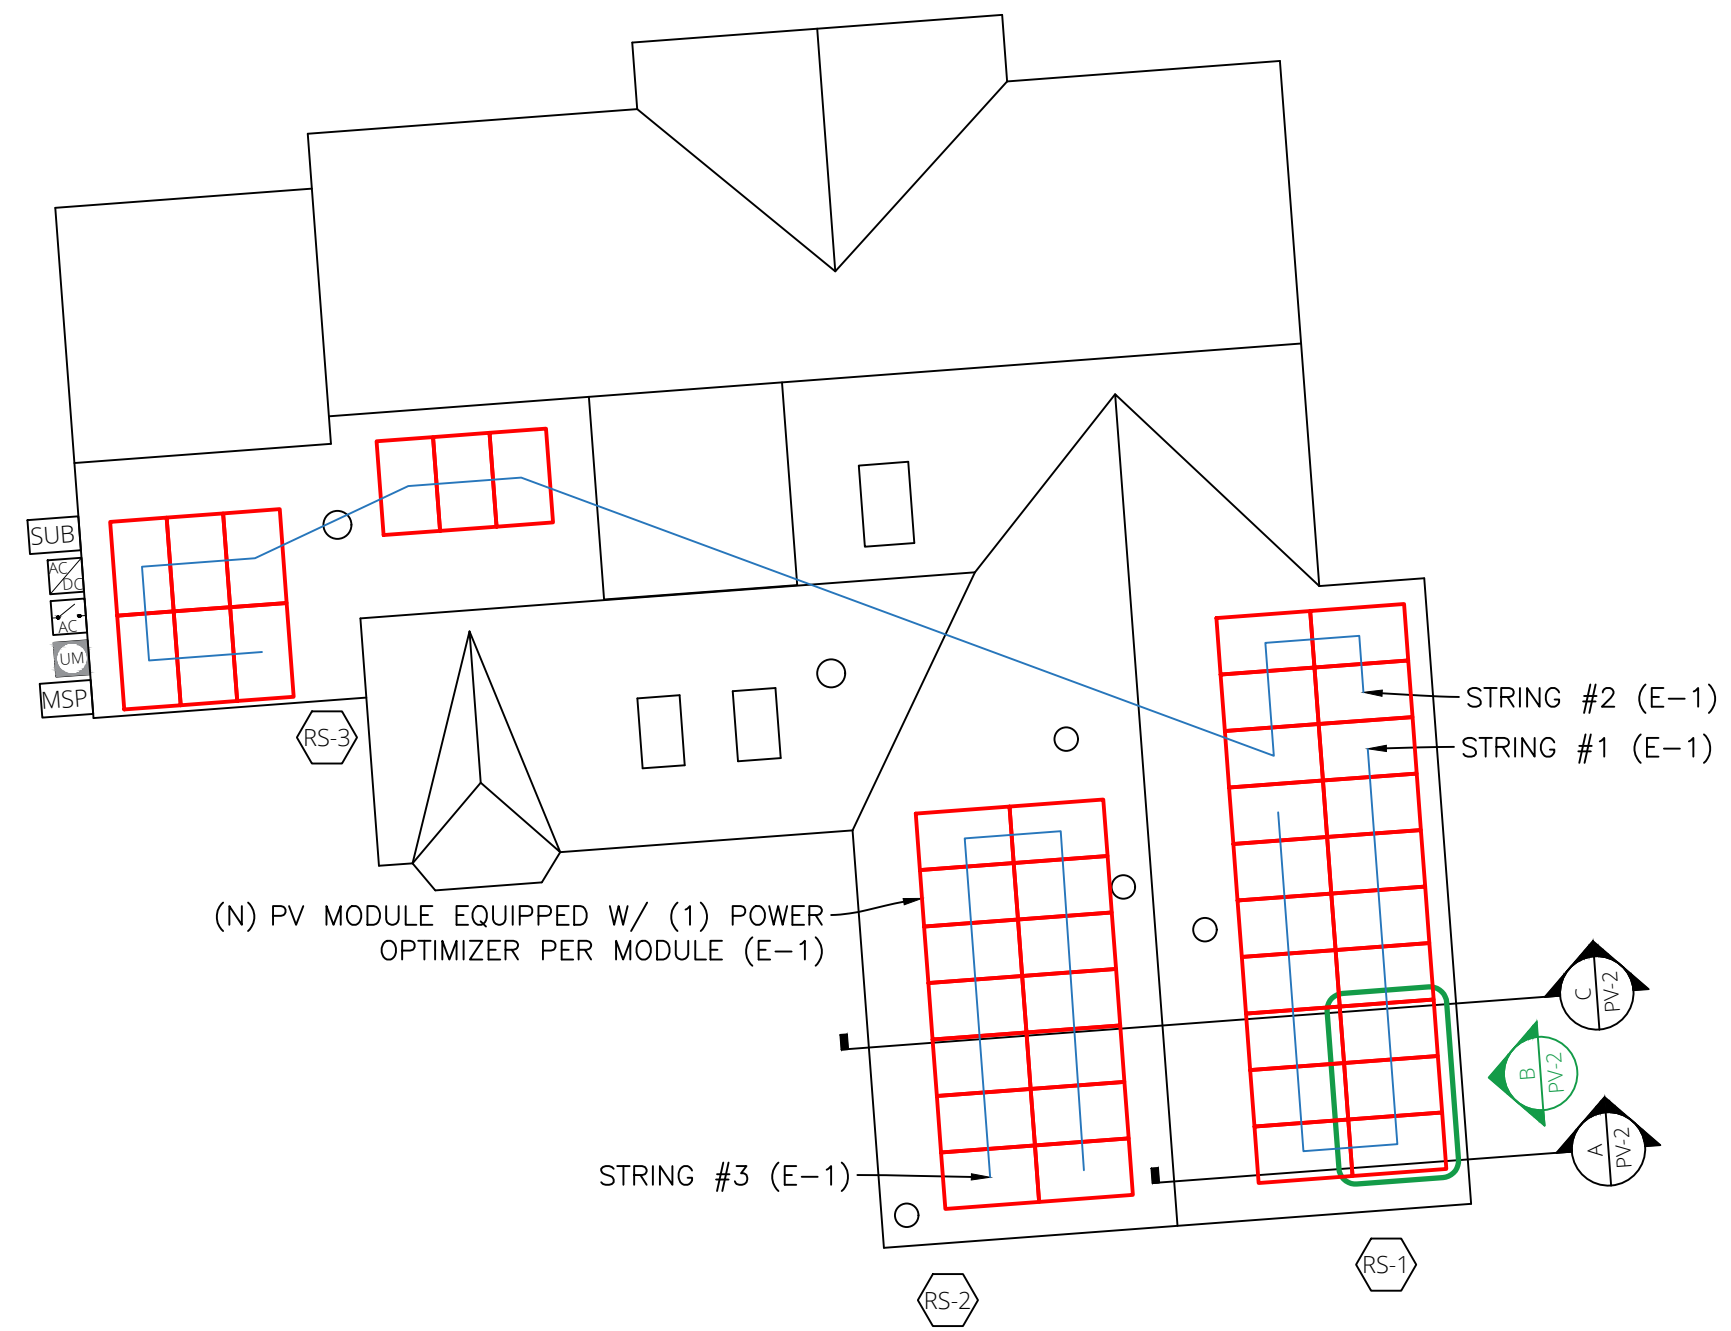 SUB
AC
DC
AC
UM
MSP
RS-3
STRING #2 (E-1)
STRING #1 (E-1)
(N) PV MODULE EQUIPPED W/ (1) POWER
OPTIMIZER PER MODULE (E-1)
C
PV-2
B
PV-2
A
PV-2
STRING #3 (E-1)
RS-1
RS-2